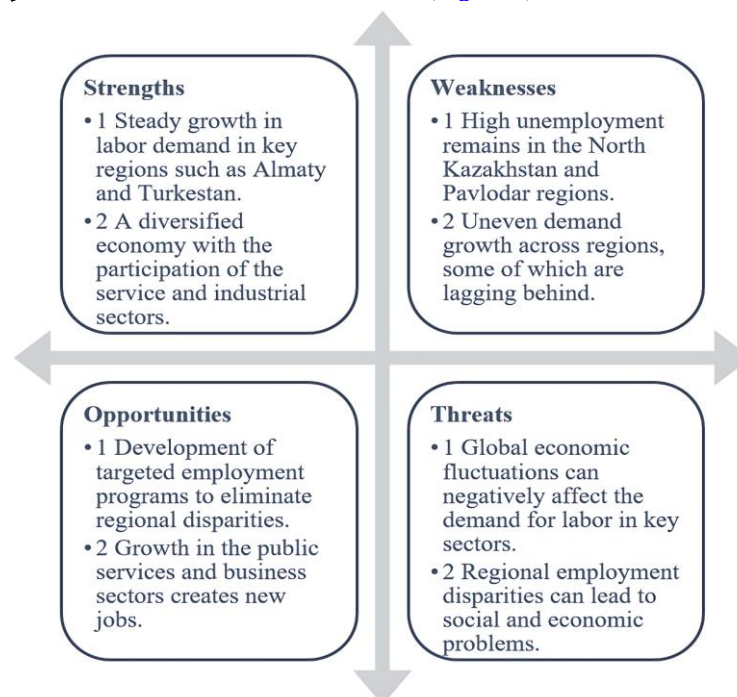 Strengths
• 1 Steady growth in
labor demand in key
regions such as Almaty
and Turkestan.
• 2 A diversified
economy with the
participation of the
service and industrial
sectors.
Weaknesses
• 1 High unemployment
remains in the North
Kazakhstan and
Pavlodar regions.
• 2 Uneven demand
growth across regions,
some of which are
lagging behind.
Opportunities
• 1 Development of
targeted employment
programs to eliminate
regional disparities.
• 2 Growth in the public
services and business
sectors creates new
jobs.
Threats
• 1 Global economic
fluctuations can
negatively affect the
demand for labor in key
sectors.
• 2 Regional employment
disparities can lead to
social and economic
problems.